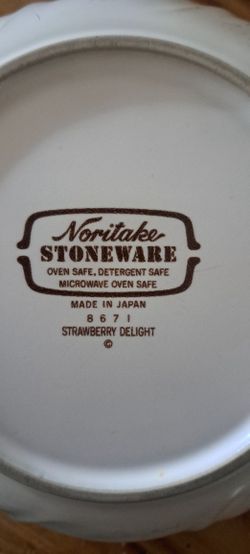 Noritake
STONEWARE
OVEN SAFE, DETERGENT SAFE
MICROWAVE OVEN SAFE
MADE IN JAPAN
8671
STRAWBERRY DELIGHT
©